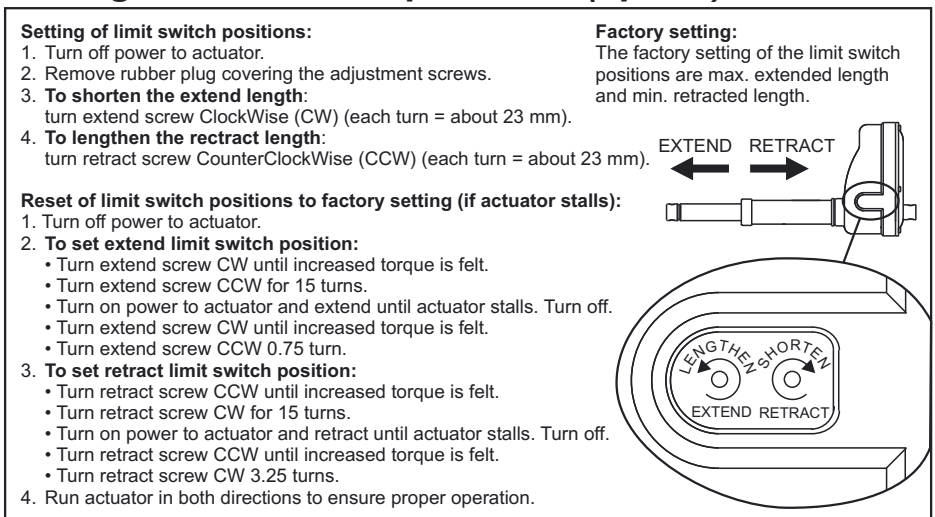 Setting of limit switch positions:
1. Turn off power to actuator.
2. Remove rubber plug covering the adjustment screws.
3. To shorten the extend length:
turn extend screw ClockWise (CW) (each turn = about 23 mm).
4. To lengthen the rectract length:
turn retract screw CounterClockWise (CCW) (each turn = about 23 mm).
Reset of limit switch positions to factory setting (if actuator stalls):
1. Turn off power to actuator.
2. To set extend limit switch position:
• Turn extend screw CW until increased torque is felt.
• Turn extend screw CCW for 15 turns.
• Turn on power to actuator and extend until actuator stalls. Turn off.
• Turn extend screw CW until increased torque is felt.
• Turn extend screw CCW 0.75 turn.
3. To set retract limit switch position:
• Turn retract screw CCW until increased torque is felt.
• Turn retract screw CW for 15 turns.
• Turn on power to actuator and retract until actuator stalls. Turn off.
• Turn retract screw CCW until increased torque is felt.
• Turn retract screw CW 3.25 turns.
4. Run actuator in both directions to ensure proper operation.
Factory setting:
The factory setting of the limit switch
positions are max. extended length
and min. retracted length.
EXTEND RETRACT
LENGTHEN SHORTEN
EXTEND RETRACT